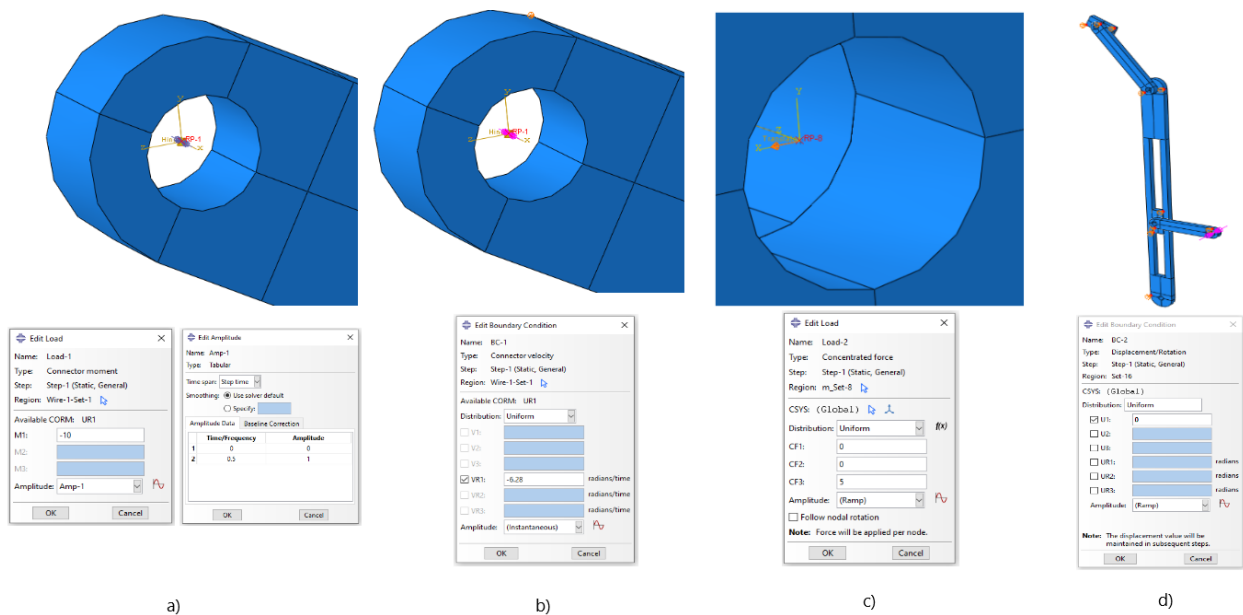 Y
RP-1
X
Z
Y
RP-1
X
Z
Y
Z
X
RP-8
Edit Load
Name: Load-1
Type: Connector moment
Step: Step-1 (Static, General)
Region: Wire-1-Set-1
Available CORM: UR1
M1: -10
M2:
M3:
Amplitude: Amp-1
OK Cancel
Edit Amplitude
Name: Amp-1
Type: Tabular
Time span: Step time
Smoothing: Use solver default
Specify:
Amplitude Data Baseline Correction
Time/Frequency Amplitude
1 0 0
2 0.5 1
OK Cancel
Edit Boundary Condition
Name: BC-1
Type: Connector velocity
Step: Step-1 (Static, General)
Region: Wire-1-Set-1
Available CORM: UR1
Distribution: Uniform
V1:
V2:
V3:
VR1: -6.28 radians/time
VR2: radians/time
VR3: radians/time
Amplitude: (Instantaneous)
OK Cancel
Edit Load
Name: Load-2
Type: Concentrated force
Step: Step-1 (Static, General)
Region: m_Set-8
CSYS: (Global)
Distribution: Uniform f(x)
CF1: 0
CF2: 0
CF3: 5
Amplitude: (Ramp)
Follow nodal rotation
Note: Force will be applied per node.
OK Cancel
Edit Boundary Condition
Name: BC-2
Type: Displacement/Rotation
Step: Step-1 (Static, General)
Region: Set-16
CSYS: (Global)
Distribution: Uniform
U1: 0
U2:
U3:
UR1: radians
UR2: radians
UR3: radians
Amplitude: (Ramp)
Note: The displacement value will be
maintained in subsequent steps.
OK Cancel
a) b) c) d)